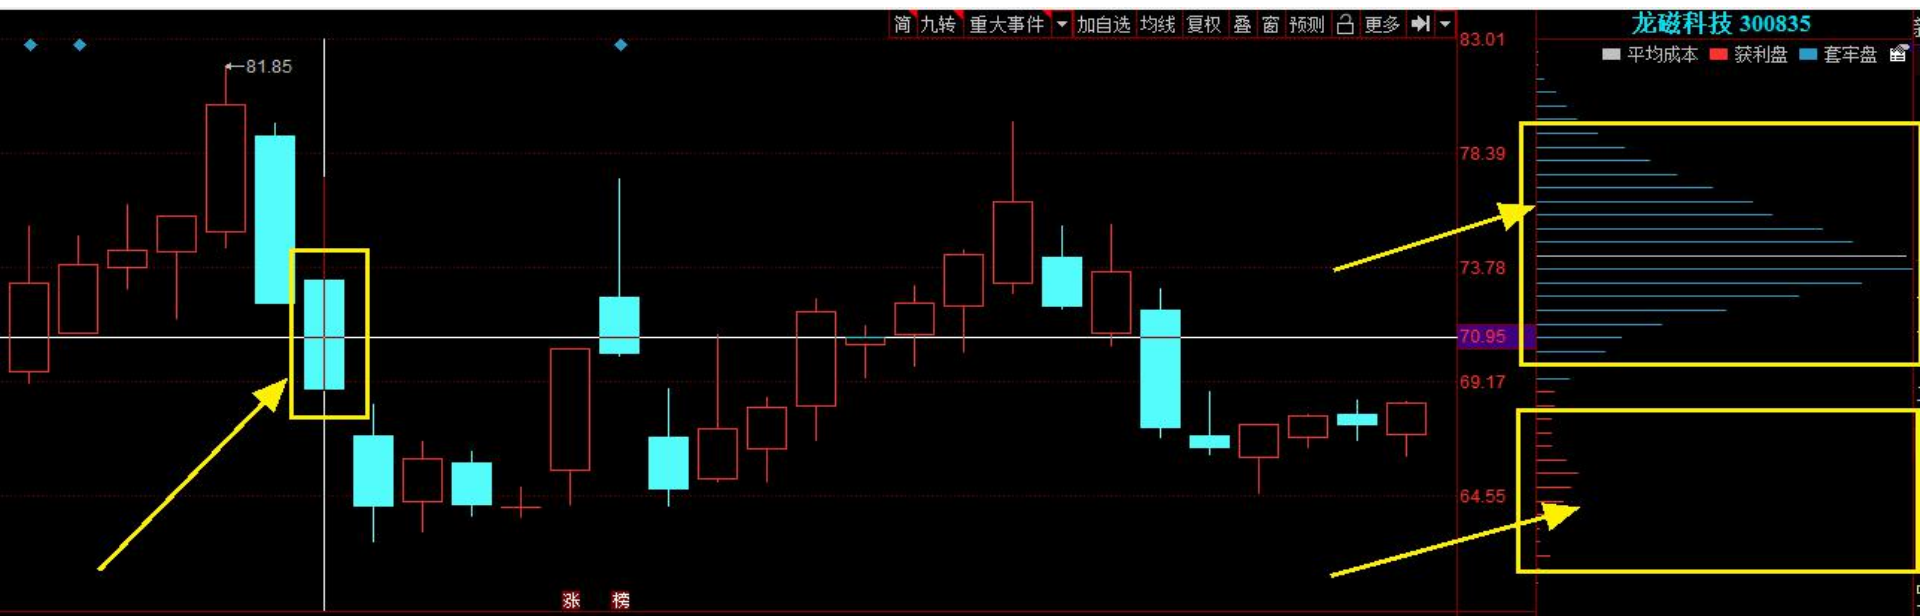 简 九转 重大事件 加自选 均线 复权 叠 窗 预测 更多
龙磁科技 300835
平均成本 获利盘 套牢盘
83.01
81.85
78.39
73.78
70.95
69.17
64.55
涨 榜